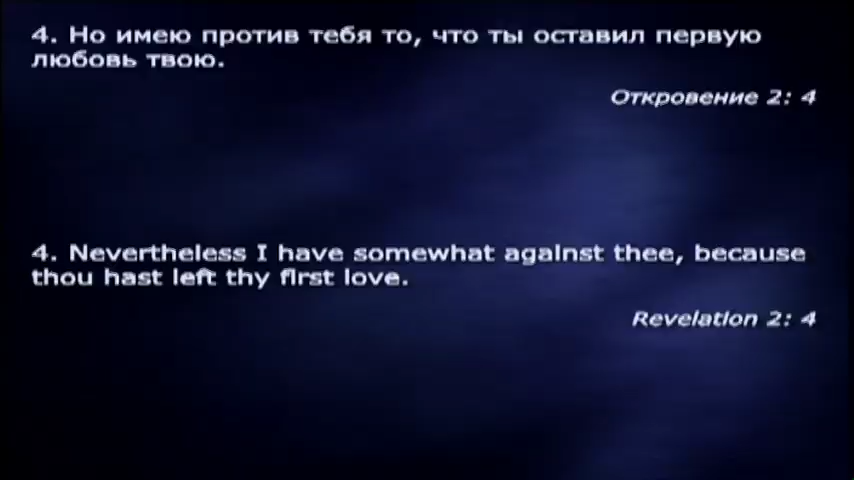 4. Но имею против тебя то, что ты оставил первую
любовь твою.
Откровение 2: 4
4. Nevertheless I have somewhat against thee, because
thou hast left thy first love.
Revelation 2: 4